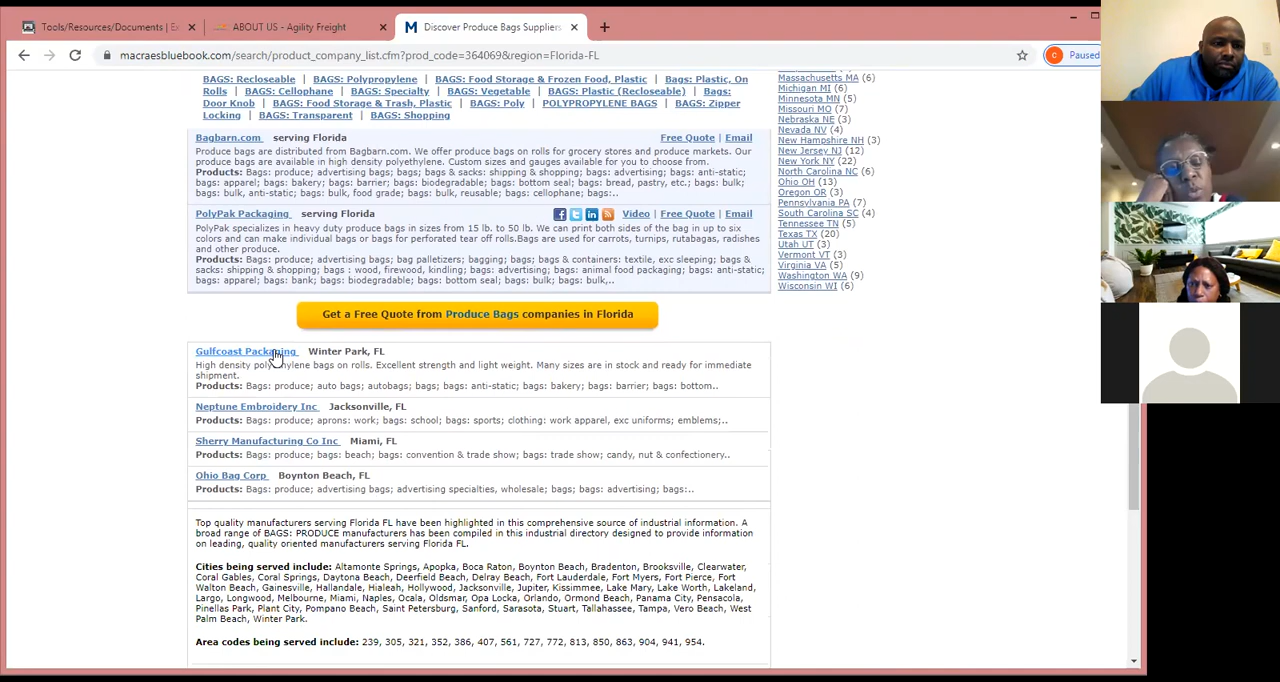 Tools/Resources/Documents | E
ABOUT US - Agility Freight
Discover Produce Bags Suppliers
macraesbluebook.com/search/product_company_list.cfm?prod_code=364069&region=Florida-FL
Paused
BAGS: Recloseable | BAGS: Polypropylene | BAGS: Food Storage & Frozen Food, Plastic | Bags: Plastic, On
Rolls | BAGS: Cellophane | BAGS: Specialty | BAGS: Vegetable | BAGS: Plastic (Recloseable) | Bags:
Door Knob | BAGS: Food Storage & Trash, Plastic | BAGS: Poly | POLYPROPYLENE BAGS | BAGS: Zipper
Locking | BAGS: Transparent | BAGS: Shopping
Bagbarn.com serving Florida Free Quote | Email
Produce bags are distributed from Bagbarn.com. We offer produce bags on rolls for grocery stores and produce markets. Our
produce bags are available in high density polyethylene. Custom sizes and gauges available for you to choose from.
Products: Bags: produce; advertising bags; bags; bags & sacks: shipping & shopping; bags: advertising; bags: anti-static;
bags: apparel; bags: bakery; bags: barrier; bags: biodegradable; bags: bottom seal; bags: bread, pastry, etc.; bags: bulk;
bags: bulk, anti-static; bags: bulk, food grade; bags: bulk, reusable; bags: cellophane; bags:..
PolyPak Packaging serving Florida Video | Free Quote | Email
PolyPak specializes in heavy duty produce bags in sizes from 15 lb. to 50 lb. We can print both sides of the bag in up to six
colors and can make individual bags or bags for perforated tear off rolls.Bags are used for carrots, turnips, rutabagas, radishes
and other produce.
Products: Bags: produce; advertising bags; bag palletizers; bagging; bags; bags & containers: textile, exc sleeping; bags &
sacks: shipping & shopping; bags : wood, firewood, kindling; bags: advertising; bags: animal food packaging; bags: anti-static;
bags: apparel; bags: bank; bags: biodegradable; bags: bottom seal; bags: bulk; bags: bulk,..
Get a Free Quote from Produce Bags companies in Florida
Gulfcoast Packaging Winter Park, FL
High density polyethylene bags on rolls. Excellent strength and light weight. Many sizes are in stock and ready for immediate
shipment.
Products: Bags: produce; auto bags; autobags; bags; bags: anti-static; bags: bakery; bags: barrier; bags: bottom..
Neptune Embroidery Inc Jacksonville, FL
Products: Bags: produce; aprons: work; bags: school; bags: sports; clothing: work apparel, exc uniforms; emblems;..
Sherry Manufacturing Co Inc Miami, FL
Products: Bags: produce; bags: beach; bags: convention & trade show; bags: trade show; candy, nut & confectionery..
Ohio Bag Corp Boynton Beach, FL
Products: Bags: produce; advertising bags; advertising specialties, wholesale; bags; bags: advertising; bags:..
Top quality manufacturers serving Florida FL have been highlighted in this comprehensive source of industrial information. A
broad range of BAGS: PRODUCE manufacturers has been compiled in this industrial directory designed to provide information
on leading, quality oriented manufacturers serving Florida FL.
Cities being served include: Altamonte Springs, Apopka, Boca Raton, Boynton Beach, Bradenton, Brooksville, Clearwater,
Coral Gables, Coral Springs, Daytona Beach, Deerfield Beach, Delray Beach, Fort Lauderdale, Fort Myers, Fort Pierce, Fort
Walton Beach, Gainesville, Hallandale, Hialeah, Hollywood, Jacksonville, Jupiter, Kissimmee, Lake Mary, Lake Worth, Lakeland,
Largo, Longwood, Melbourne, Miami, Naples, Ocala, Oldsmar, Opa Locka, Orlando, Ormond Beach, Panama City, Pensacola,
Pinellas Park, Plant City, Pompano Beach, Saint Petersburg, Sanford, Sarasota, Stuart, Tallahassee, Tampa, Vero Beach, West
Palm Beach, Winter Park.
Area codes being served include: 239, 305, 321, 352, 386, 407, 561, 727, 772, 813, 850, 863, 904, 941, 954.
Massachusetts MA (6)
Michigan MI (6)
Minnesota MN (5)
Missouri MO (7)
Nebraska NE (3)
Nevada NV (4)
New Hampshire NH (3)
New Jersey NJ (12)
New York NY (22)
North Carolina NC (6)
Ohio OH (13)
Oregon OR (3)
Pennsylvania PA (7)
South Carolina SC (4)
Tennessee TN (5)
Texas TX (20)
Utah UT (3)
Vermont VT (3)
Virginia VA (5)
Washington WA (9)
Wisconsin WI (6)